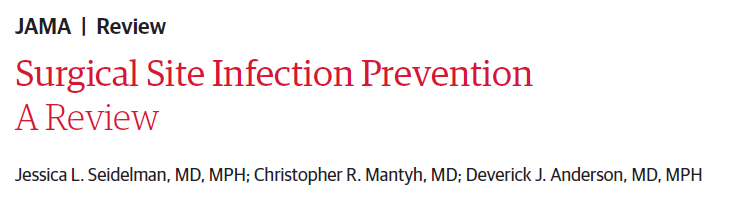 JAMA | Review
Surgical Site Infection Prevention
A Review
Jessica L. Seidelman, MD, MPH; Christopher R. Mantyh, MD; Deverick J. Anderson, MD, MPH